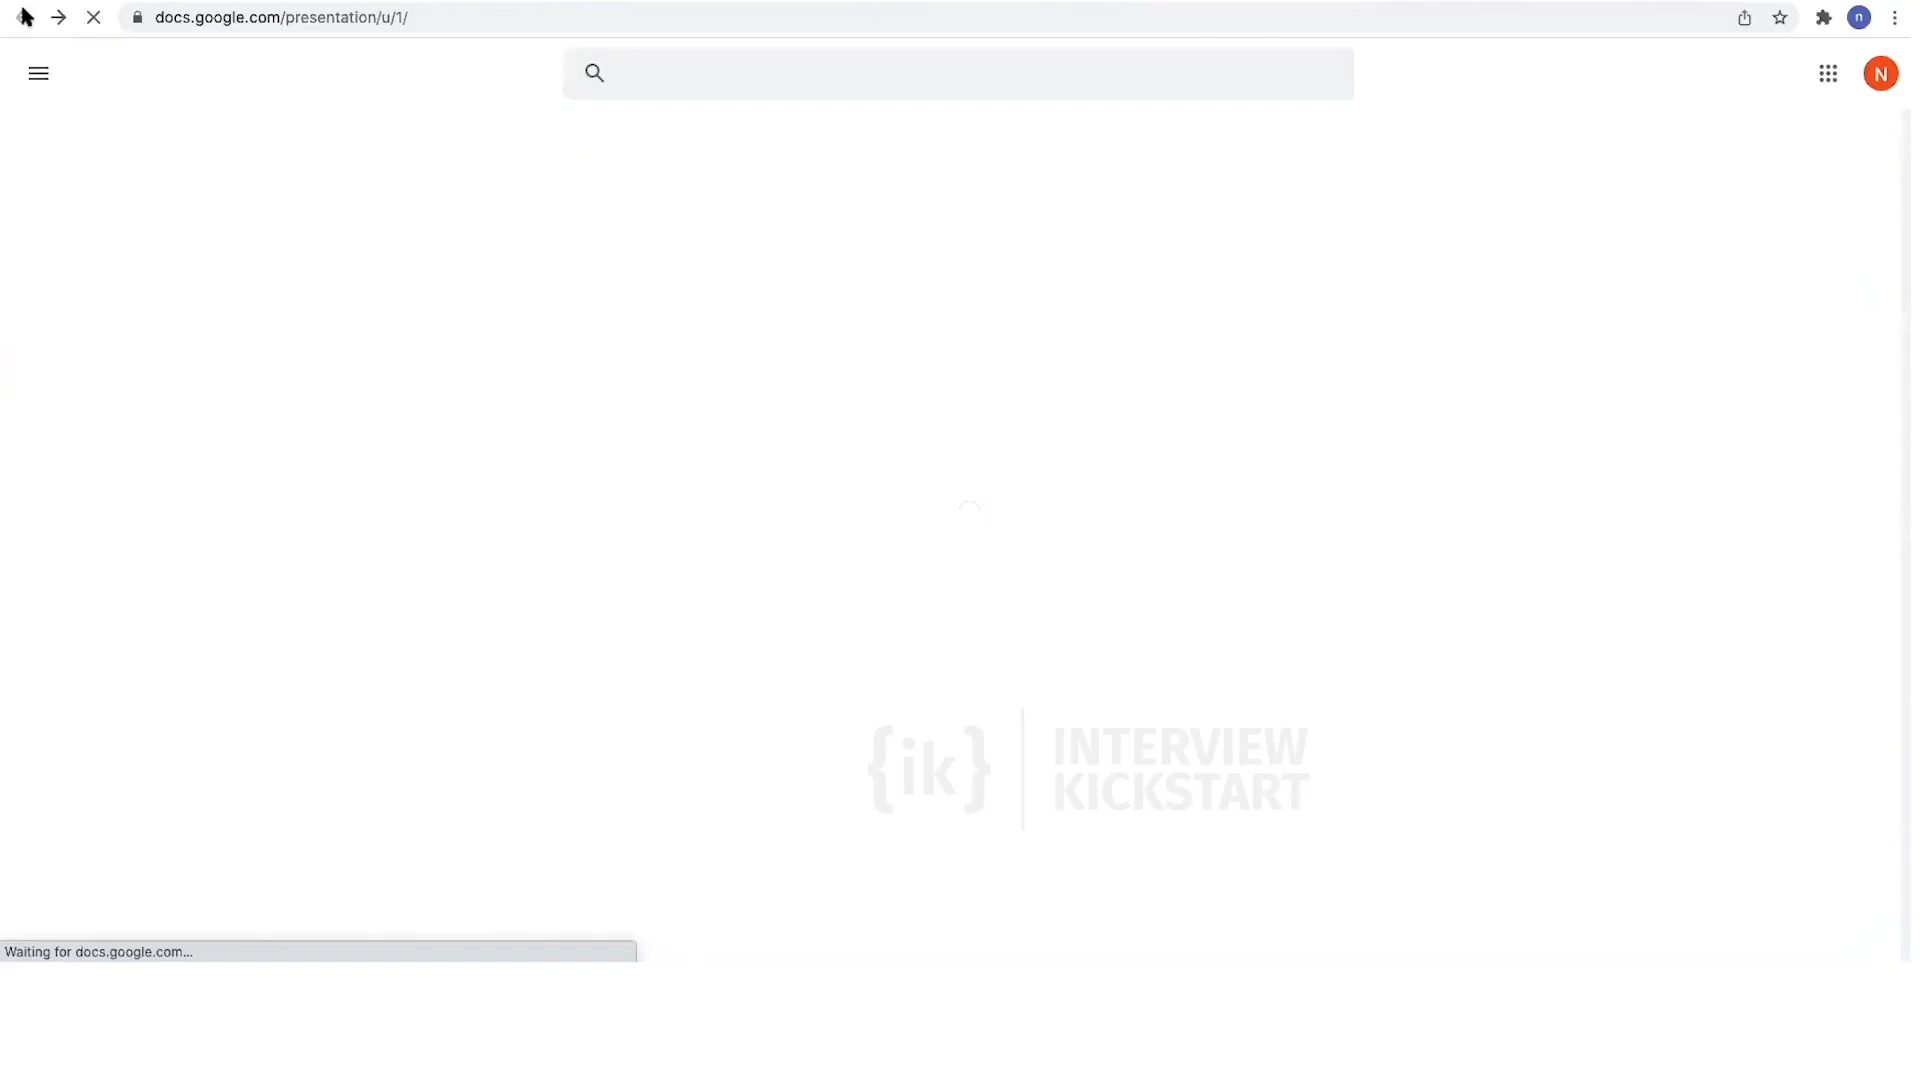 docs.google.com/presentation/u/1/
n
N
{ik}
INTERVIEW
KICKSTART
Waiting for docs.google.com...